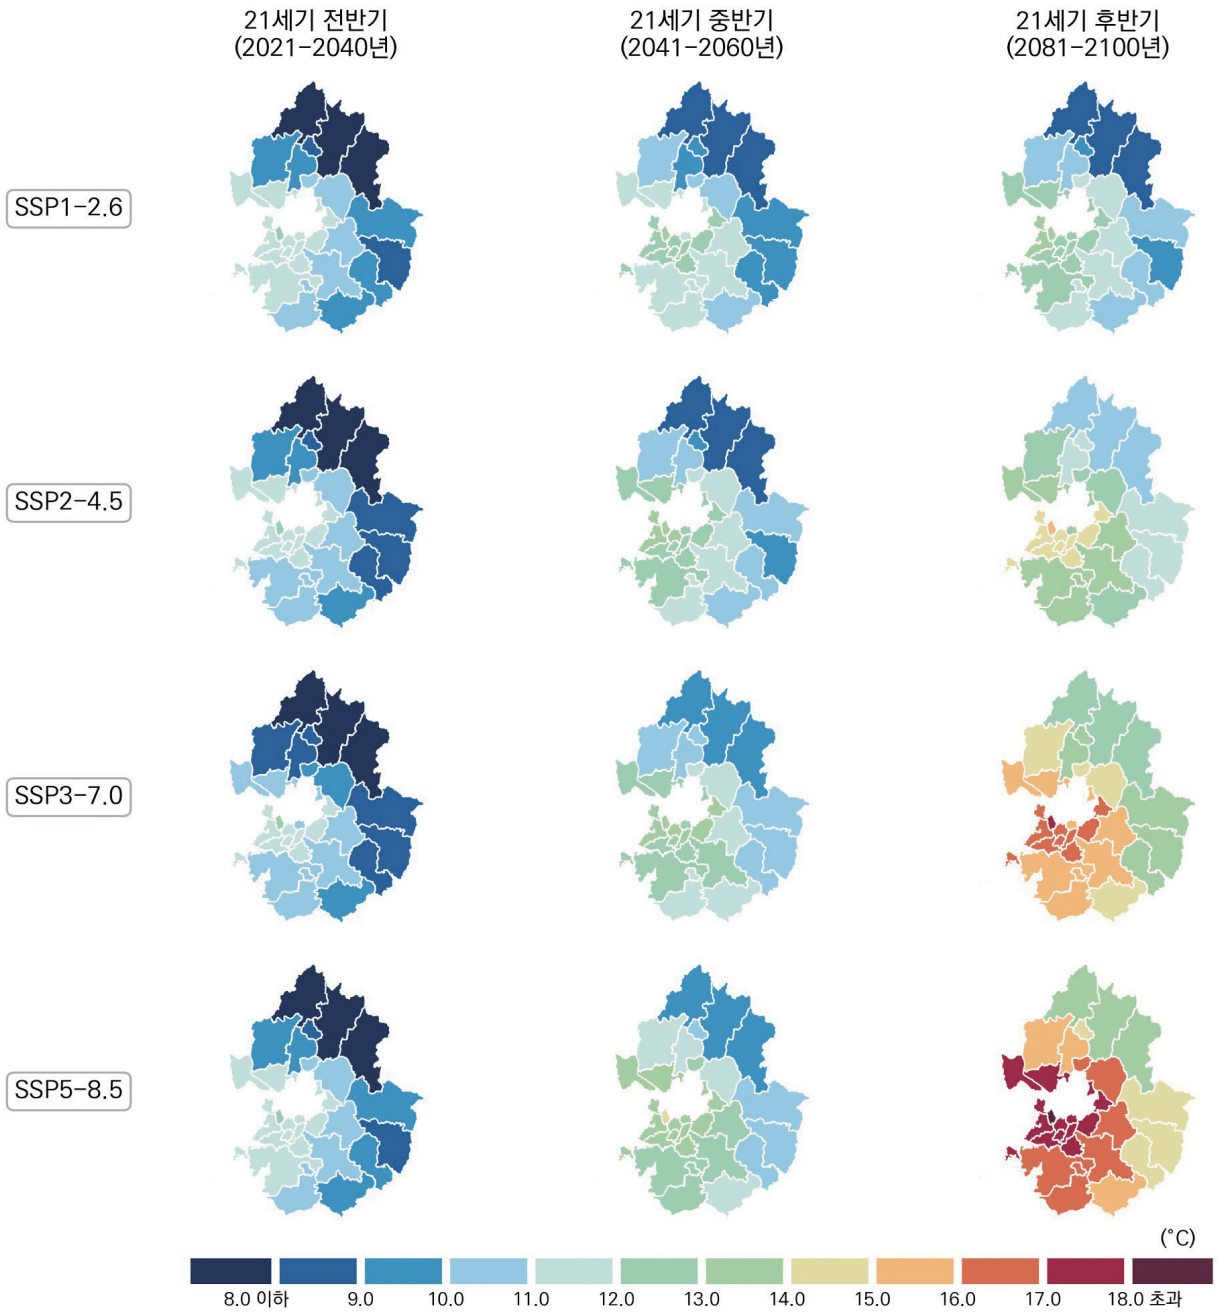 21세기 전반기
(2021-2040년)
21세기 중반기
(2041-2060년)
21세기 후반기
(2081-2100년)
SSP1-2.6
SSP2-4.5
SSP3-7.0
SSP5-8.5
(°C)
8.0 이하 9.0 10.0 11.0 12.0 13.0 14.0 15.0 16.0 17.0 18.0 초과